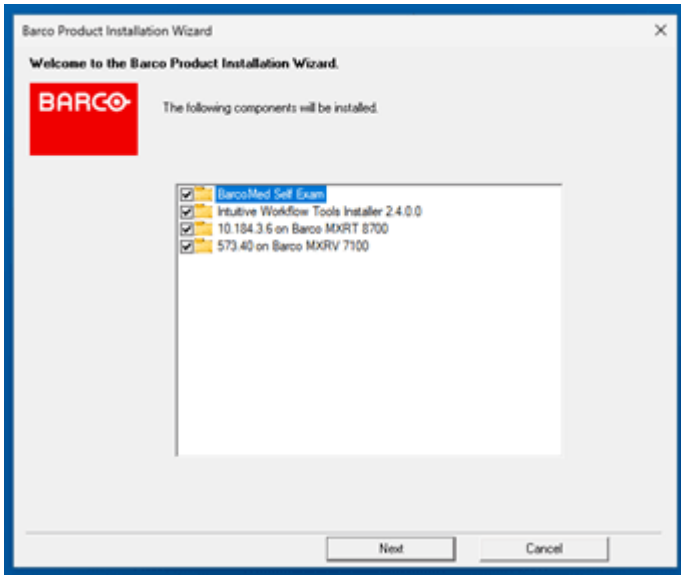 Barco Product Installation Wizard
Welcome to the Barco Product Installation Wizard.
BARCO
The following components will be installed.
BarcoMed Self Exam
Intuitive Workflow Tools Installer 2.4.0.0
10.184.3.6 on Barco MXRT 8700
573.40 on Barco MXRV 7100
Next
Cancel